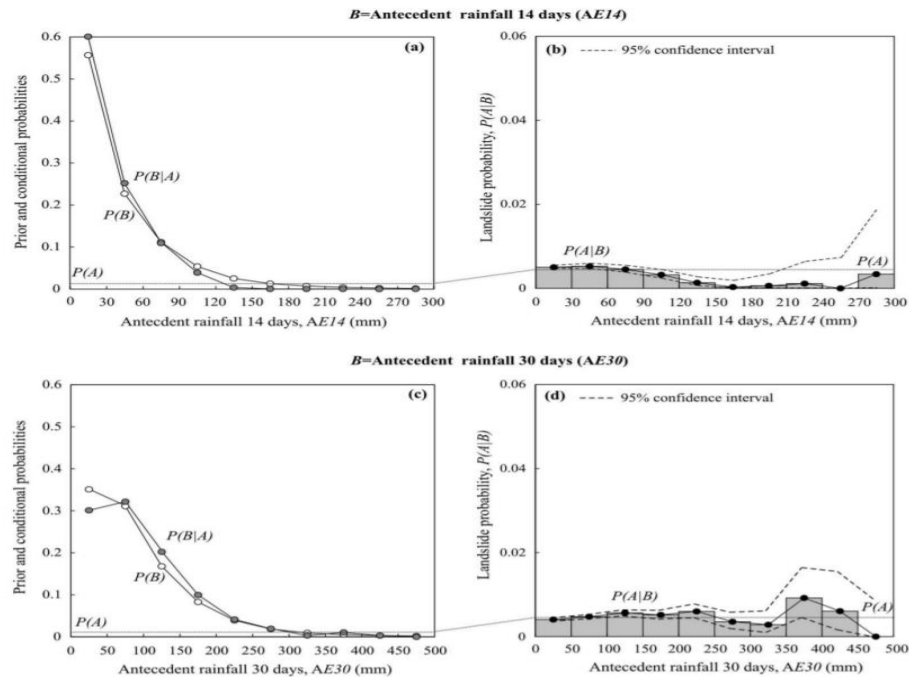 B=Antecedent rainfall 14 days (AE14)
0.6
0.5
0.4
0.3
0.2
0.1
0
Prior and conditional probabilities
(a)
P(B|A)
P(B)
P(A)
0 30 60 90 120 150 180 210 240 270 300
Antecdent rainfall 14 days, AE14 (mm)
0.06
0.04
0.02
0
Landslide probability, P(A|B)
(b) 95% confidence interval
P(A|B)
P(A)
0 30 60 90 120 150 180 210 240 270 300
Antecedent rainfall 14 days, AE14 (mm)
B=Antecedent rainfall 30 days (AE30)
0.6
0.5
0.4
0.3
0.2
0.1
0
Prior and conditional probabilities
(c)
P(B|A)
P(B)
P(A)
0 50 100 150 200 250 300 350 400 450 500
Antecedent rainfall 30 days, AE30 (mm)
0.06
0.04
0.02
0
Landslide probability, P(A|B)
(d) 95% confidence interval
P(A|B)
P(A)
0 50 100 150 200 250 300 350 400 450 500
Antecedent rainfall 30 days, AE30 (mm)